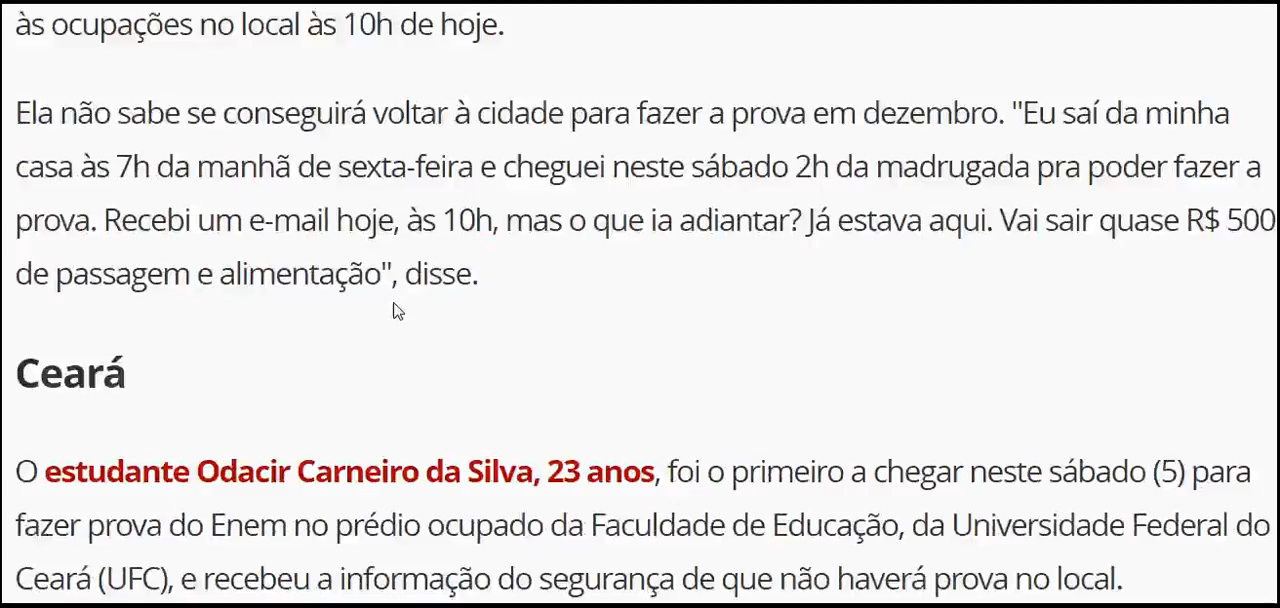 às ocupações no local às 10h de hoje.
Ela não sabe se conseguirá voltar à cidade para fazer a prova em dezembro. "Eu saí da minha
casa às 7h da manhã de sexta-feira e cheguei neste sábado 2h da madrugada pra poder fazer a
prova. Recebi um e-mail hoje, às 10h, mas o que ia adiantar? Já estava aqui. Vai sair quase R$ 500
de passagem e alimentação", disse.
Ceará
O estudante Odacir Carneiro da Silva, 23 anos, foi o primeiro a chegar neste sábado (5) para
fazer prova do Enem no prédio ocupado da Faculdade de Educação, da Universidade Federal do
Ceará (UFC), e recebeu a informação do segurança de que não haverá prova no local.